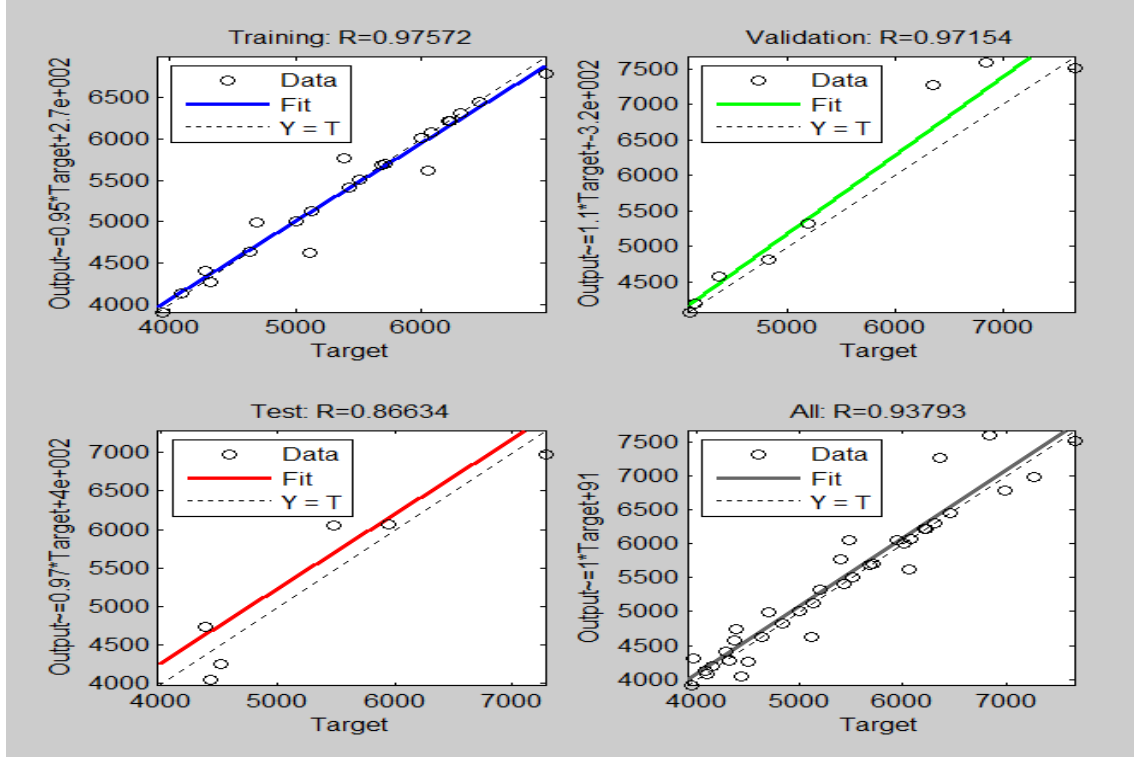 Training: R=0.97572
Output~=0.95*Target+2.7e+002
Data
Fit
Y = T
6500
6000
5500
5000
4500
4000
4000 5000 6000
Target
Validation: R=0.97154
Output~=1.1*Target+-3.2e+002
Data
Fit
Y = T
7500
7000
6500
6000
5500
5000
4500
5000 6000 7000
Target
Test: R=0.86634
Output~=0.97*Target+4e+002
Data
Fit
Y = T
7000
6500
6000
5500
5000
4500
4000
4000 5000 6000 7000
Target
All: R=0.93793
Output~=1*Target+91
Data
Fit
Y = T
7500
7000
6500
6000
5500
5000
4500
4000
4000 5000 6000 7000
Target